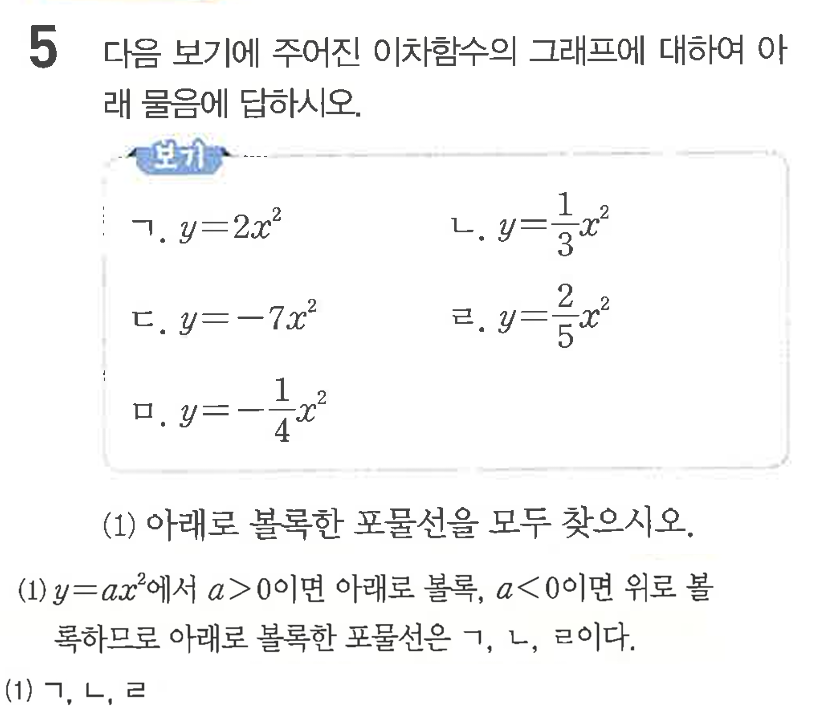 5 다음 보기에 주어진 이차함수의 그래프에 대하여 아
래 물음에 답하시오.
보기
ㄱ. y=2x² ㄴ. y=1/3x²
ㄷ. y=-7x² ㄹ. y=2/5x²
ㅁ. y=-1/4x²
(1) 아래로 볼록한 포물선을 모두 찾으시오.
(1) y=ax²에서 a>0이면 아래로 볼록, a<0이면 위로 볼
록하므로 아래로 볼록한 포물선은 ㄱ, ㄴ, ㄹ이다.
(1) ㄱ, ㄴ, ㄹ